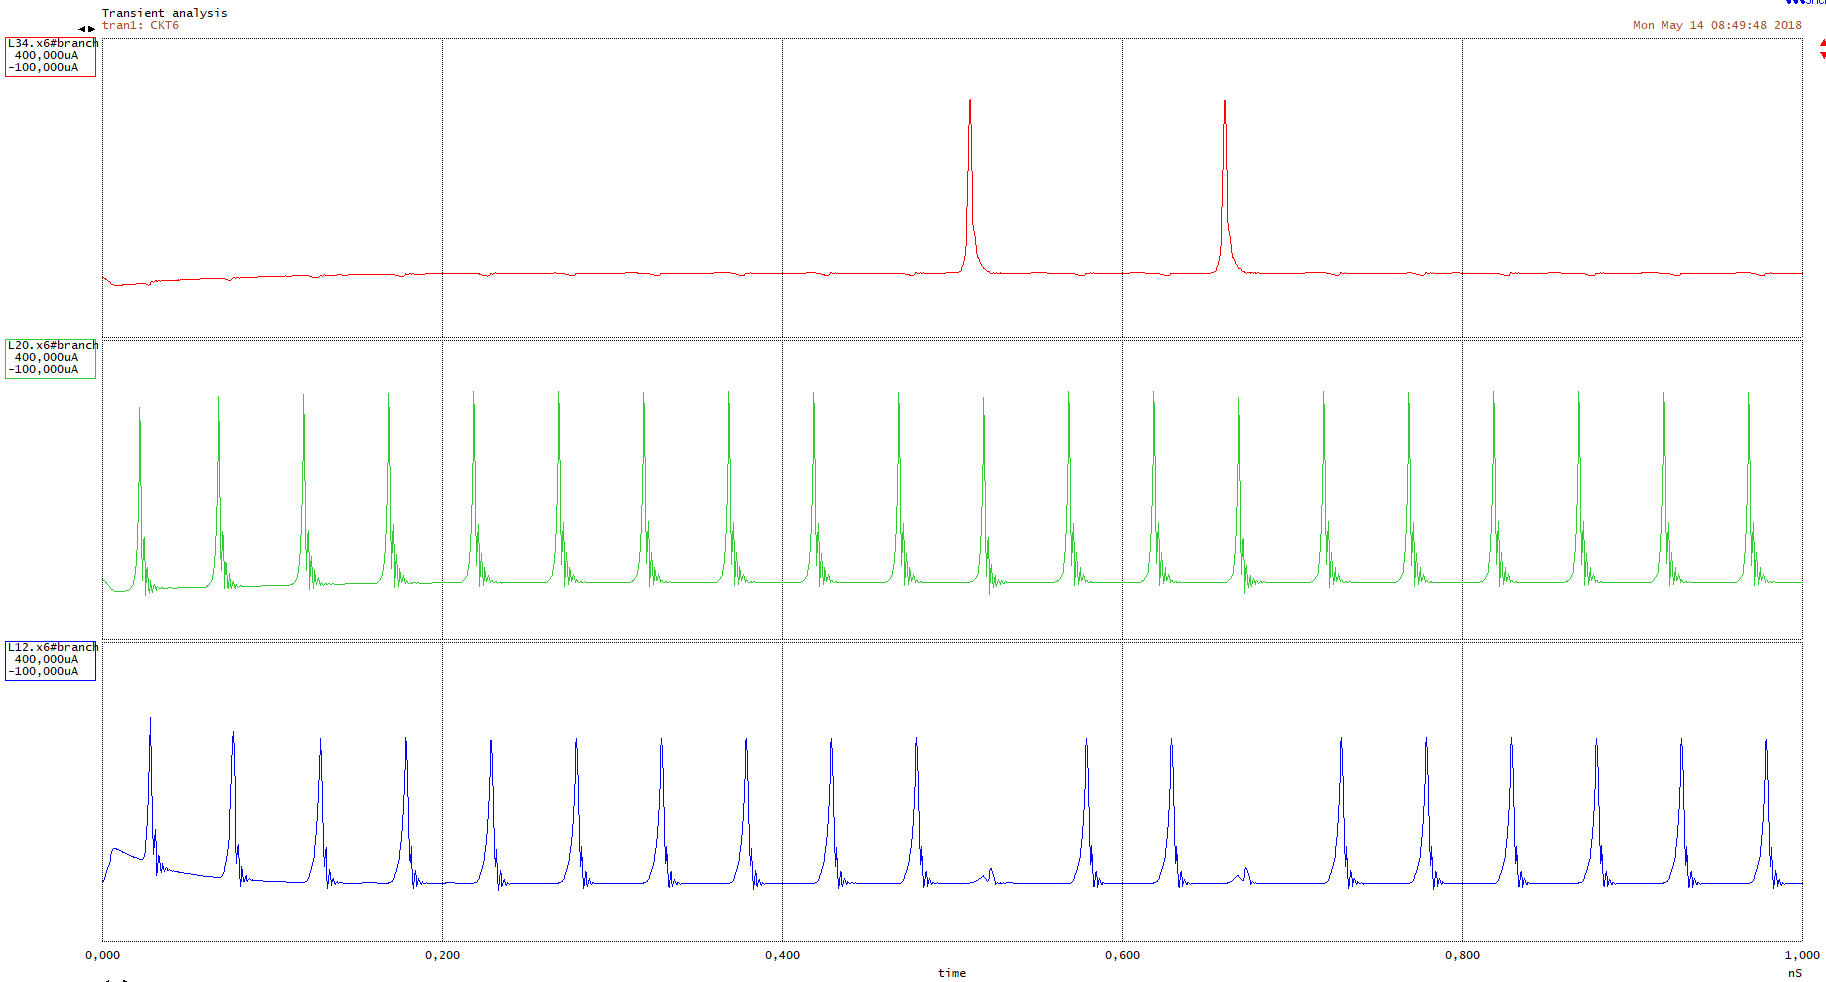 Transient analysis
tran1: CKT6
Mon May 14 08:49:48 2018
L34.x6#branch
400,000uA
-100,000uA
L20.x6#branch
400,000uA
-100,000uA
L12.x6#branch
400,000uA
-100,000uA
0,000 0,200 0,400 0,600 0,800 1,000
time nS